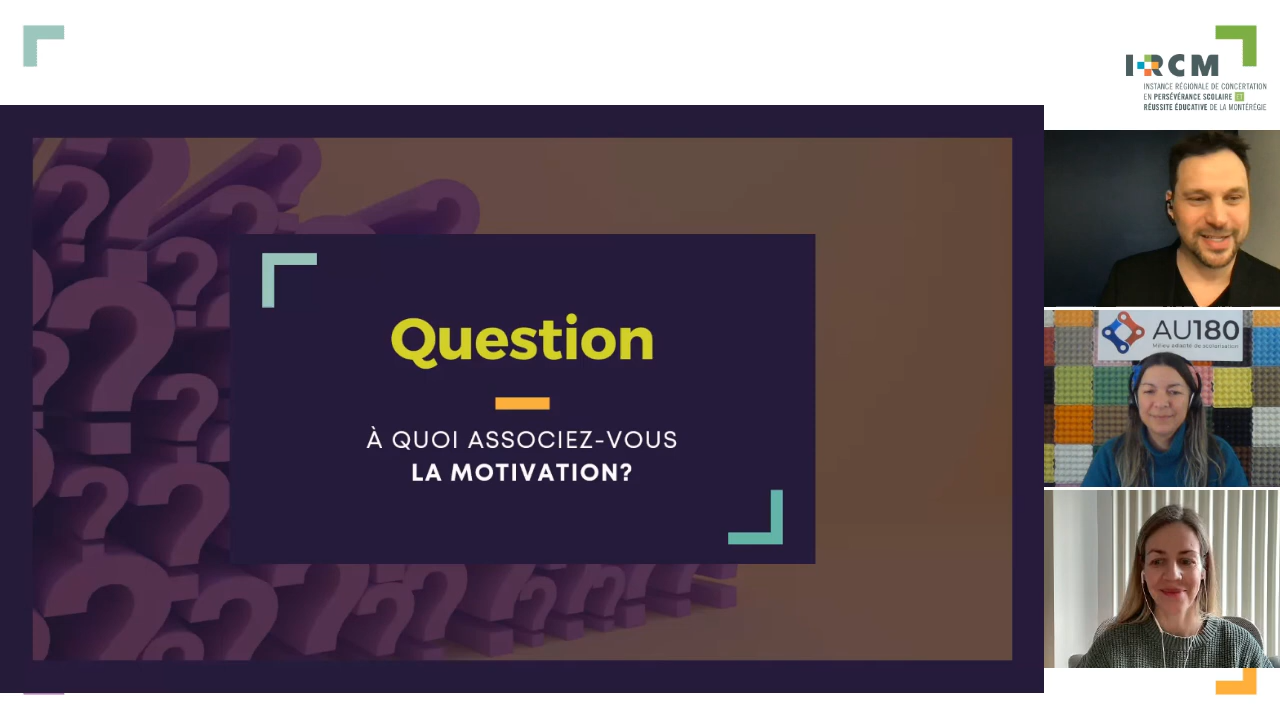 I·RCM
INSTANCE RÉGIONALE DE CONCERTATION
EN PERSÉVÉRANCE SCOLAIRE ET
RÉUSSITE ÉDUCATIVE DE LA MONTÉRÉGIE
Question
À QUOI ASSOCIEZ-VOUS
LA MOTIVATION?
AU180
Milieu adapté de scolarisation